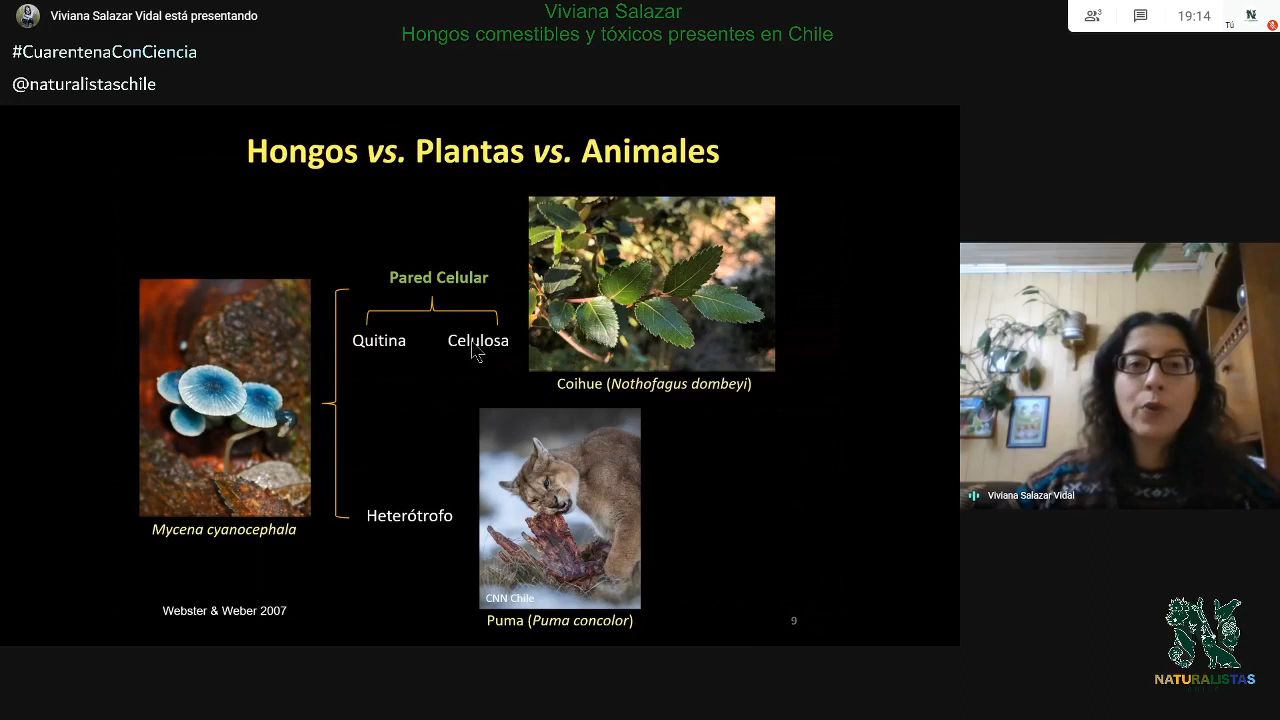 Viviana Salazar Vidal está presentando
Viviana Salazar
Hongos comestibles y tóxicos presentes en Chile
3
19:14
Tú
#CuarentenaConCiencia
@naturalistaschile
Hongos vs. Plantas vs. Animales
Pared Celular
Quitina
Celulosa
Coihue (Nothofagus dombeyi)
Heterótrofo
Mycena cyanocephala
CNN Chile
Puma (Puma concolor)
Webster & Weber 2007
9
Viviana Salazar Vidal
NATURALISTAS